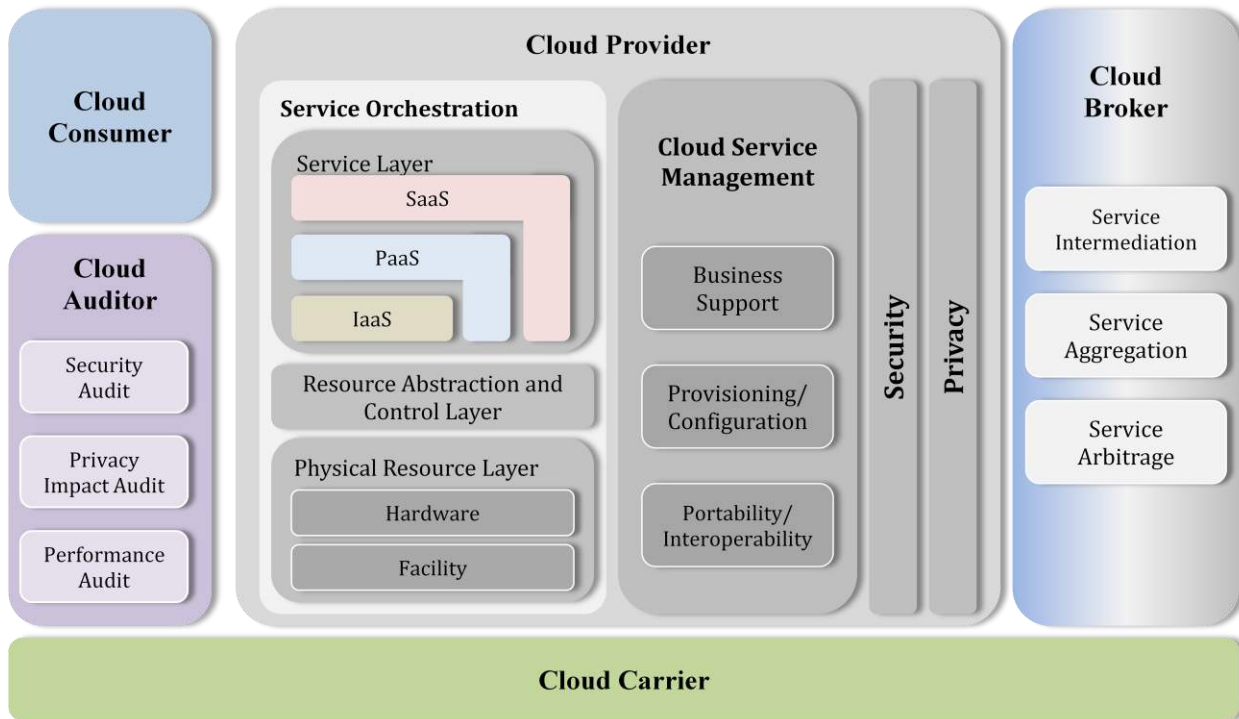 Cloud
Consumer
Cloud
Auditor
Security
Audit
Privacy
Impact Audit
Performance
Audit
Cloud Provider
Service Orchestration
Service Layer
SaaS
PaaS
IaaS
Resource Abstraction and
Control Layer
Physical Resource Layer
Hardware
Facility
Cloud Service
Management
Business
Support
Provisioning/
Configuration
Portability/
Interoperability
Security
Privacy
Cloud
Broker
Service
Intermediation
Service
Aggregation
Service
Arbitrage
Cloud Carrier